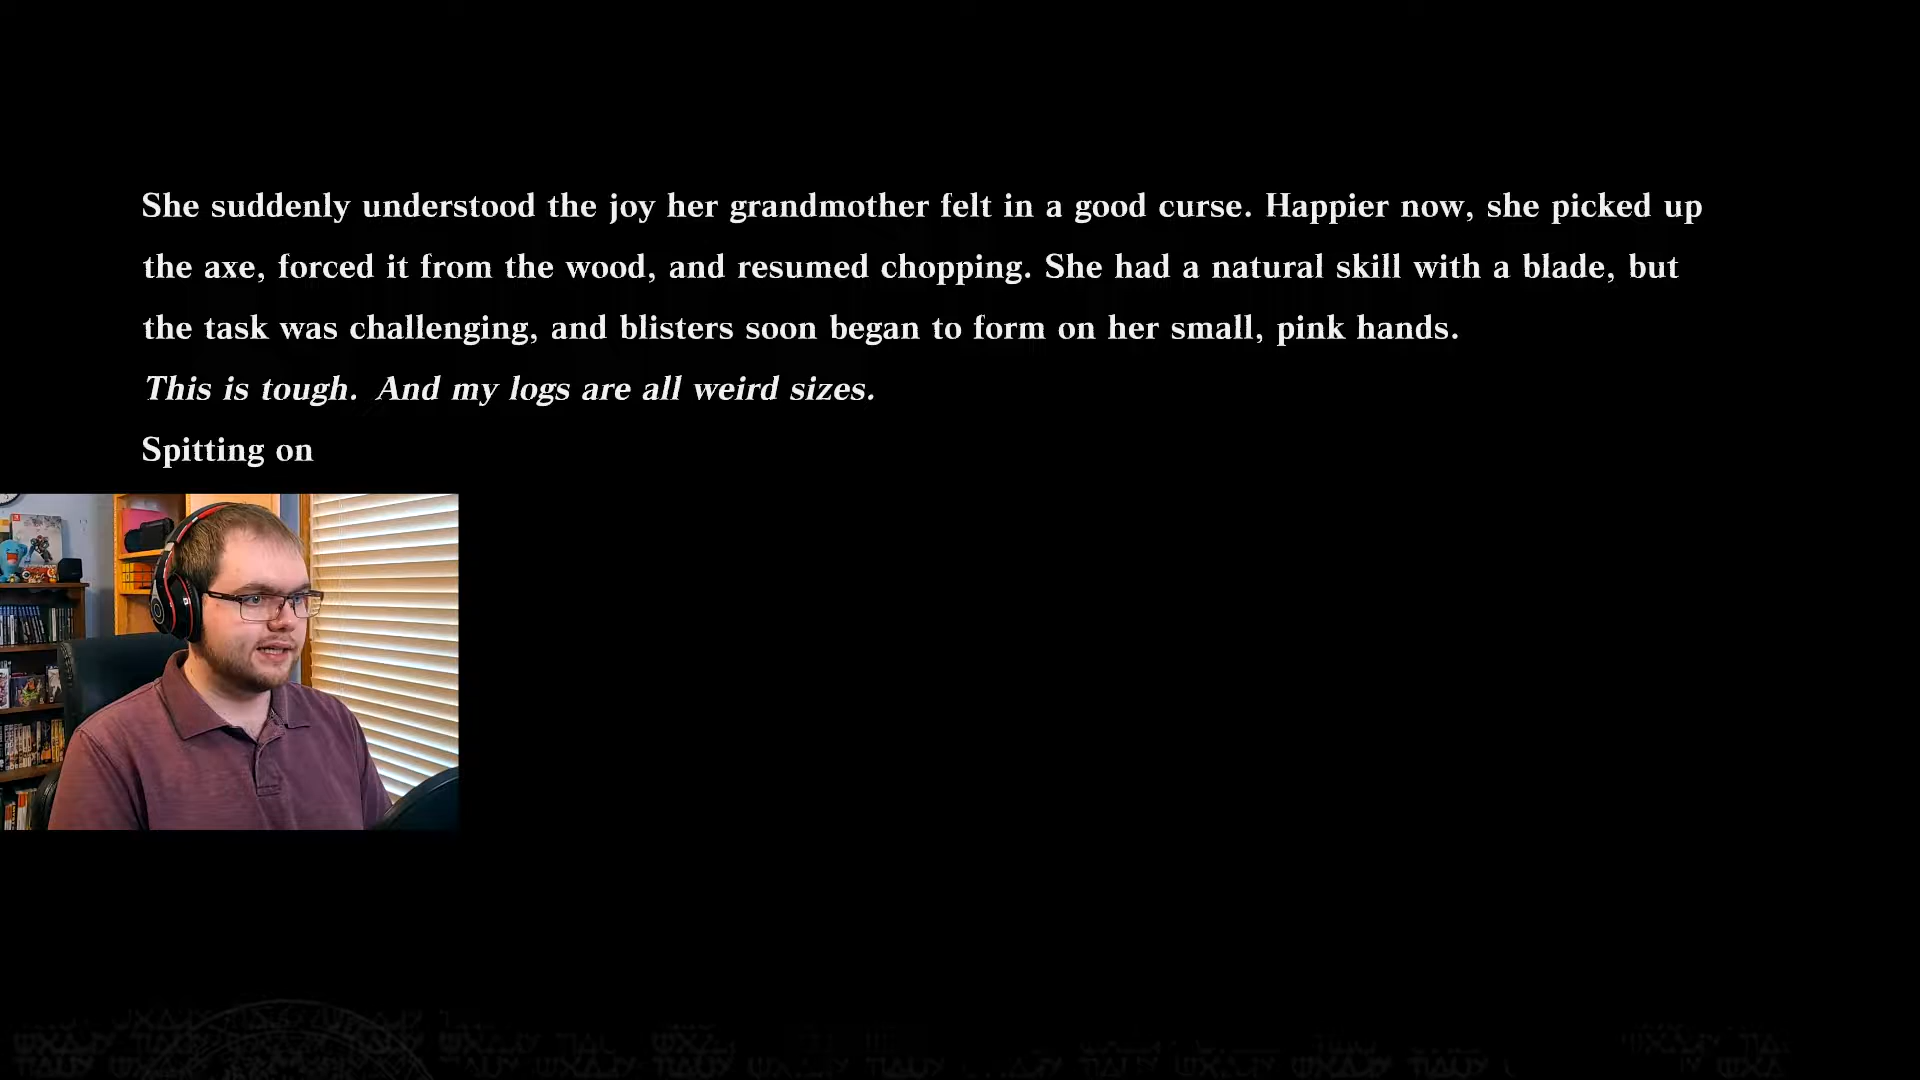 She suddenly understood the joy her grandmother felt in a good curse. Happier now, she picked up
the axe, forced it from the wood, and resumed chopping. She had a natural skill with a blade, but
the task was challenging, and blisters soon began to form on her small, pink hands.
This is tough. And my logs are all weird sizes.
Spitting on